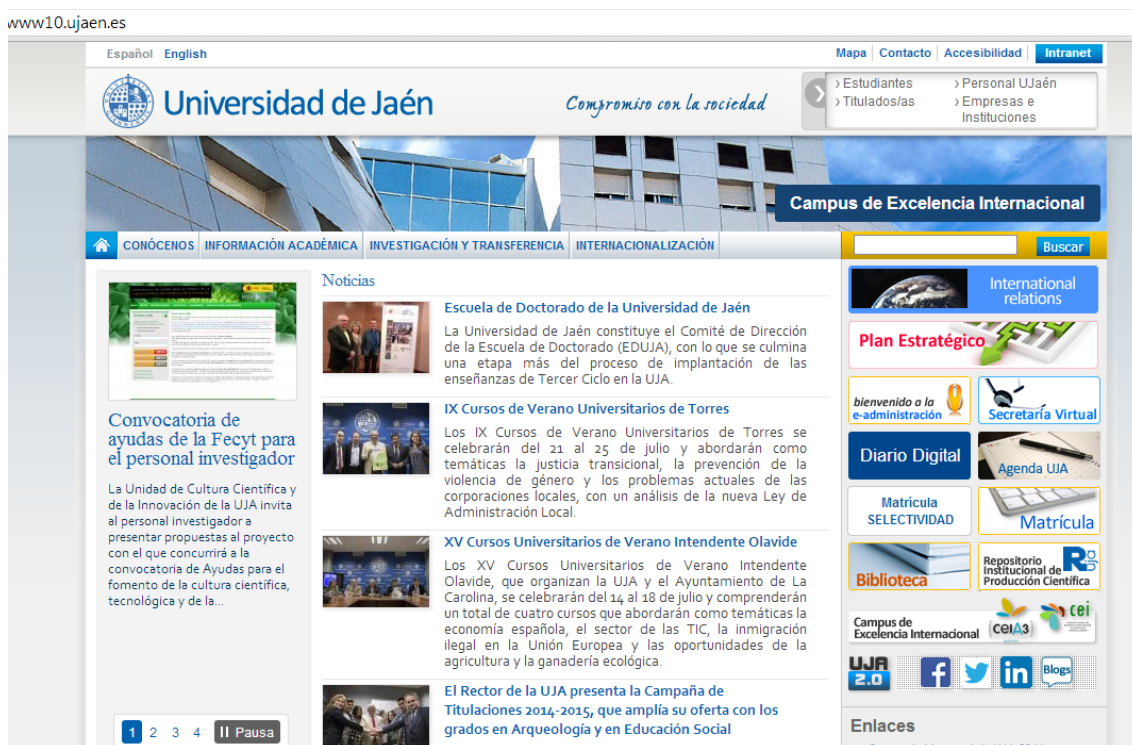 www10.ujaen.es
Español English
Mapa Contacto Accesibilidad Intranet
Universidad de Jaén
Compromiso con la sociedad
› Estudiantes
› Titulados/as
› Personal UJaén
› Empresas e
Instituciones
Campus de Excelencia Internacional
CONÓCENOS INFORMACIÓN ACADÉMICA INVESTIGACIÓN Y TRANSFERENCIA INTERNACIONALIZACIÓN
Buscar
Convocatoria de
ayudas de la Fecyt para
el personal investigador
La Unidad de Cultura Científica y
de la Innovación de la UJA invita
al personal investigador a
presentar propuestas al proyecto
con el que concurrirá a la
convocatoria de Ayudas para el
fomento de la cultura científica,
tecnológica y de la...
1 2 3 4 Pausa
Noticias
Escuela de Doctorado de la Universidad de Jaén
La Universidad de Jaén constituye el Comité de Dirección
de la Escuela de Doctorado (EDUJA), con lo que se culmina
una etapa más del proceso de implantación de las
enseñanzas de Tercer Ciclo en la UJA.
IX Cursos de Verano Universitarios de Torres
Los IX Cursos de Verano Universitarios de Torres se
celebrarán del 21 al 25 de julio y abordarán como
temáticas la justicia transicional, la prevención de la
violencia de género y los problemas actuales de las
corporaciones locales, con un análisis de la nueva Ley de
Administración Local.
XV Cursos Universitarios de Verano Intendente Olavide
Los XV Cursos Universitarios de Verano Intendente
Olavide, que organizan la UJA y el Ayuntamiento de La
Carolina, se celebrarán del 14 al 18 de julio y comprenderán
un total de cuatro cursos que abordarán como temáticas la
economía española, el sector de las TIC, la inmigración
ilegal en la Unión Europea y las oportunidades de la
agricultura y la ganadería ecológica.
El Rector de la UJA presenta la Campaña de
Titulaciones 2014-2015, que amplía su oferta con los
grados en Arqueología y en Educación Social
International
relations
Plan Estratégico
bienvenido a la
e-administración
Secretaría Virtual
Diario Digital
Agenda UJA
Matricula
SELECTIVIDAD
Matrícula
Biblioteca
Repositorio
Institucional de
Producción Científica
Campus de
Excelencia Internacional
ceiA3
cei
UJA
2.0
f
in
Blogs
Enlaces